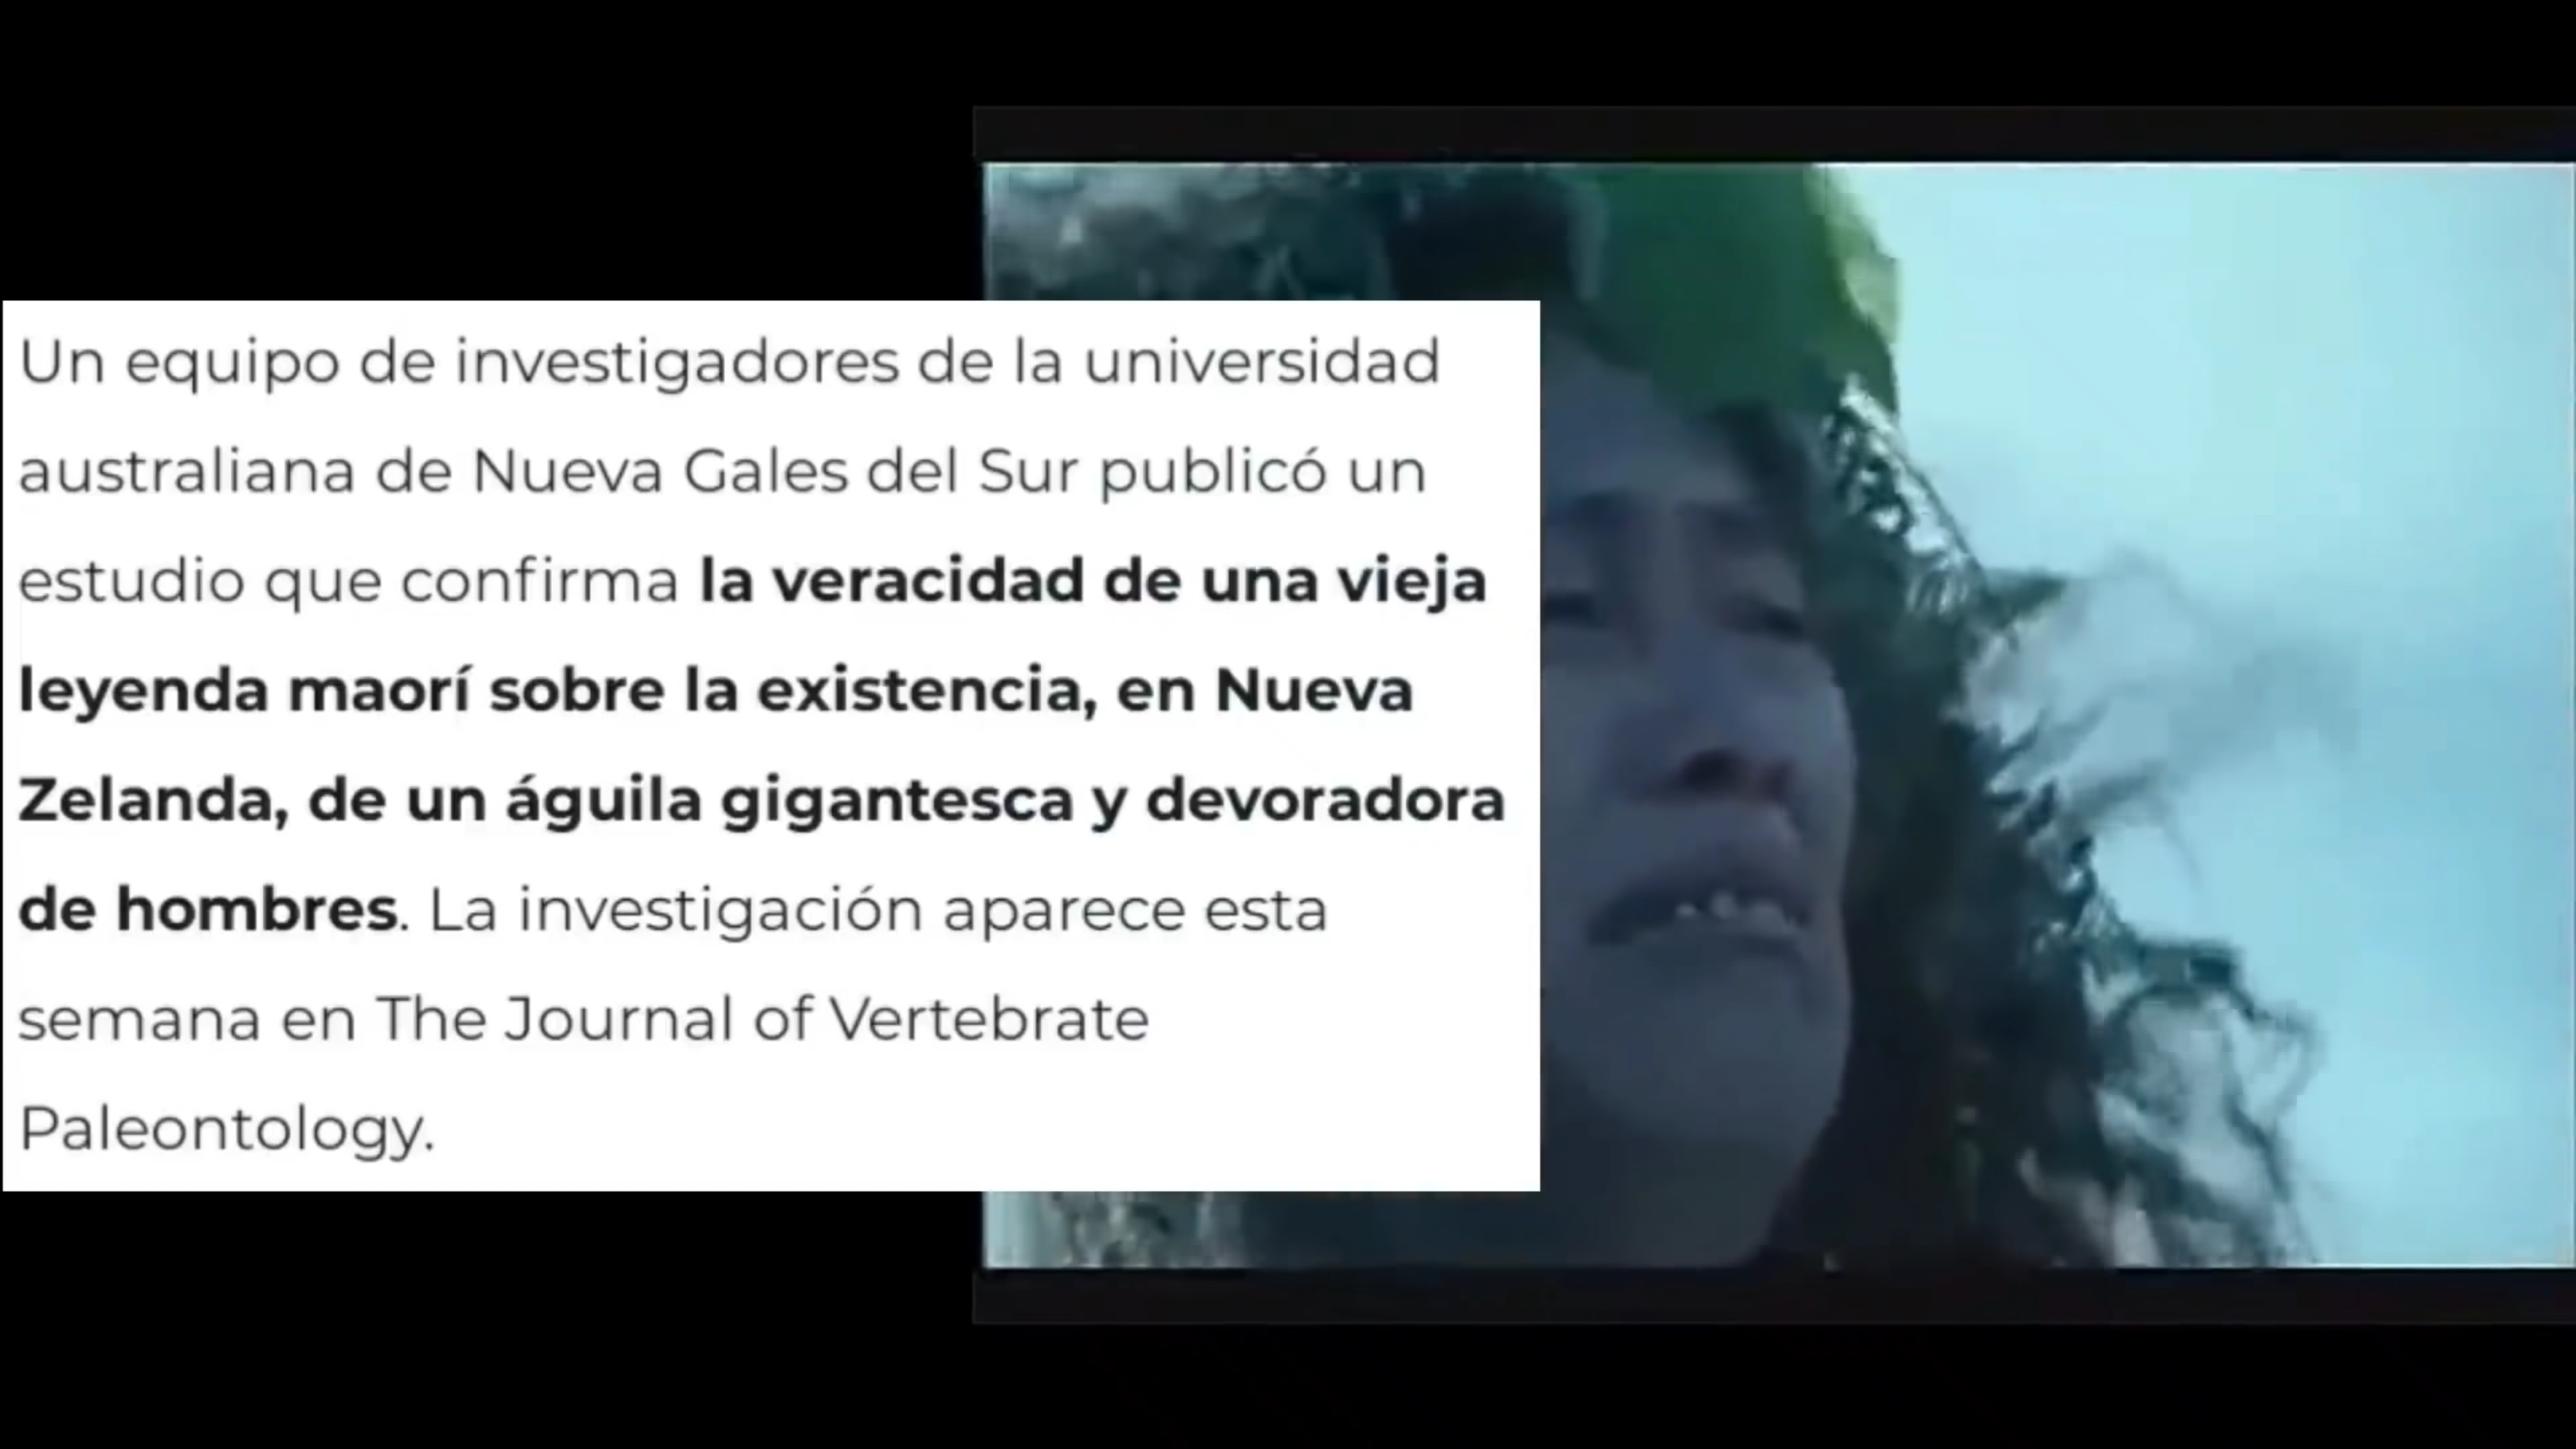 Un equipo de investigadores de la universidad
australiana de Nueva Gales del Sur publicó un
estudio que confirma la veracidad de una vieja
leyenda maorí sobre la existencia, en Nueva
Zelanda, de un águila gigantesca y devoradora
de hombres. La investigación aparece esta
semana en The Journal of Vertebrate
Paleontology.